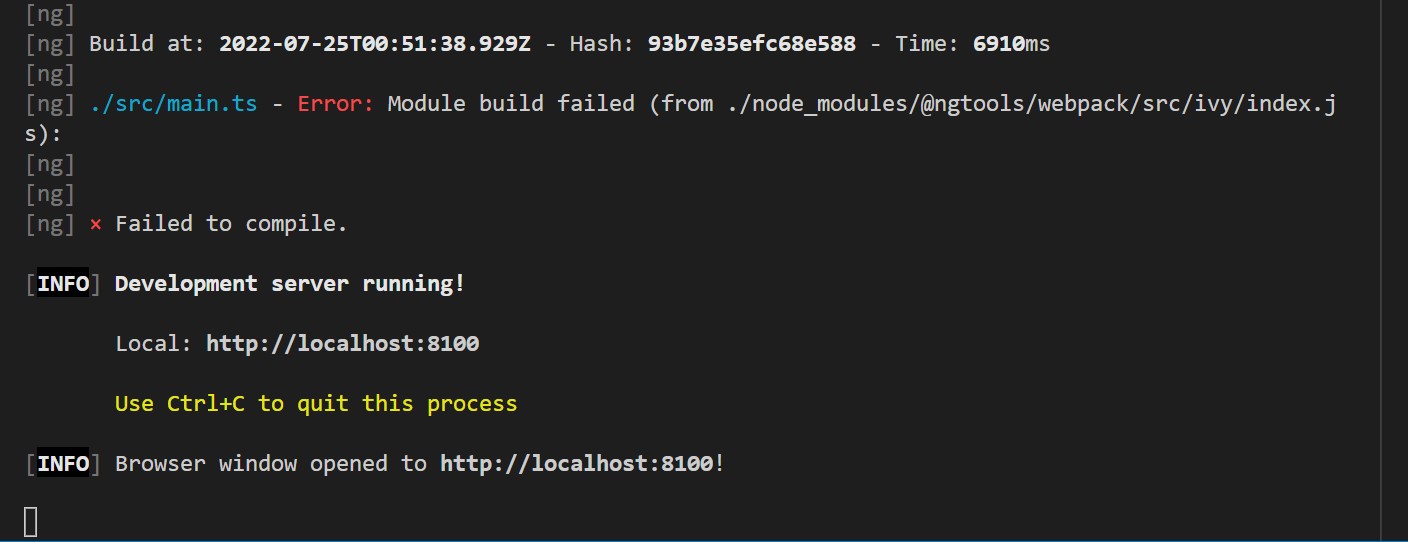 [ng]
[ng] Build at: 2022-07-25T00:51:38.929Z - Hash: 93b7e35efc68e588 - Time: 6910ms
[ng]
[ng] ./src/main.ts - Error: Module build failed (from ./node_modules/@ngtools/webpack/src/ivy/index.j
s):
[ng]
[ng]
[ng] × Failed to compile.
[INFO] Development server running!
Local: http://localhost:8100
Use Ctrl+C to quit this process
[INFO] Browser window opened to http://localhost:8100!